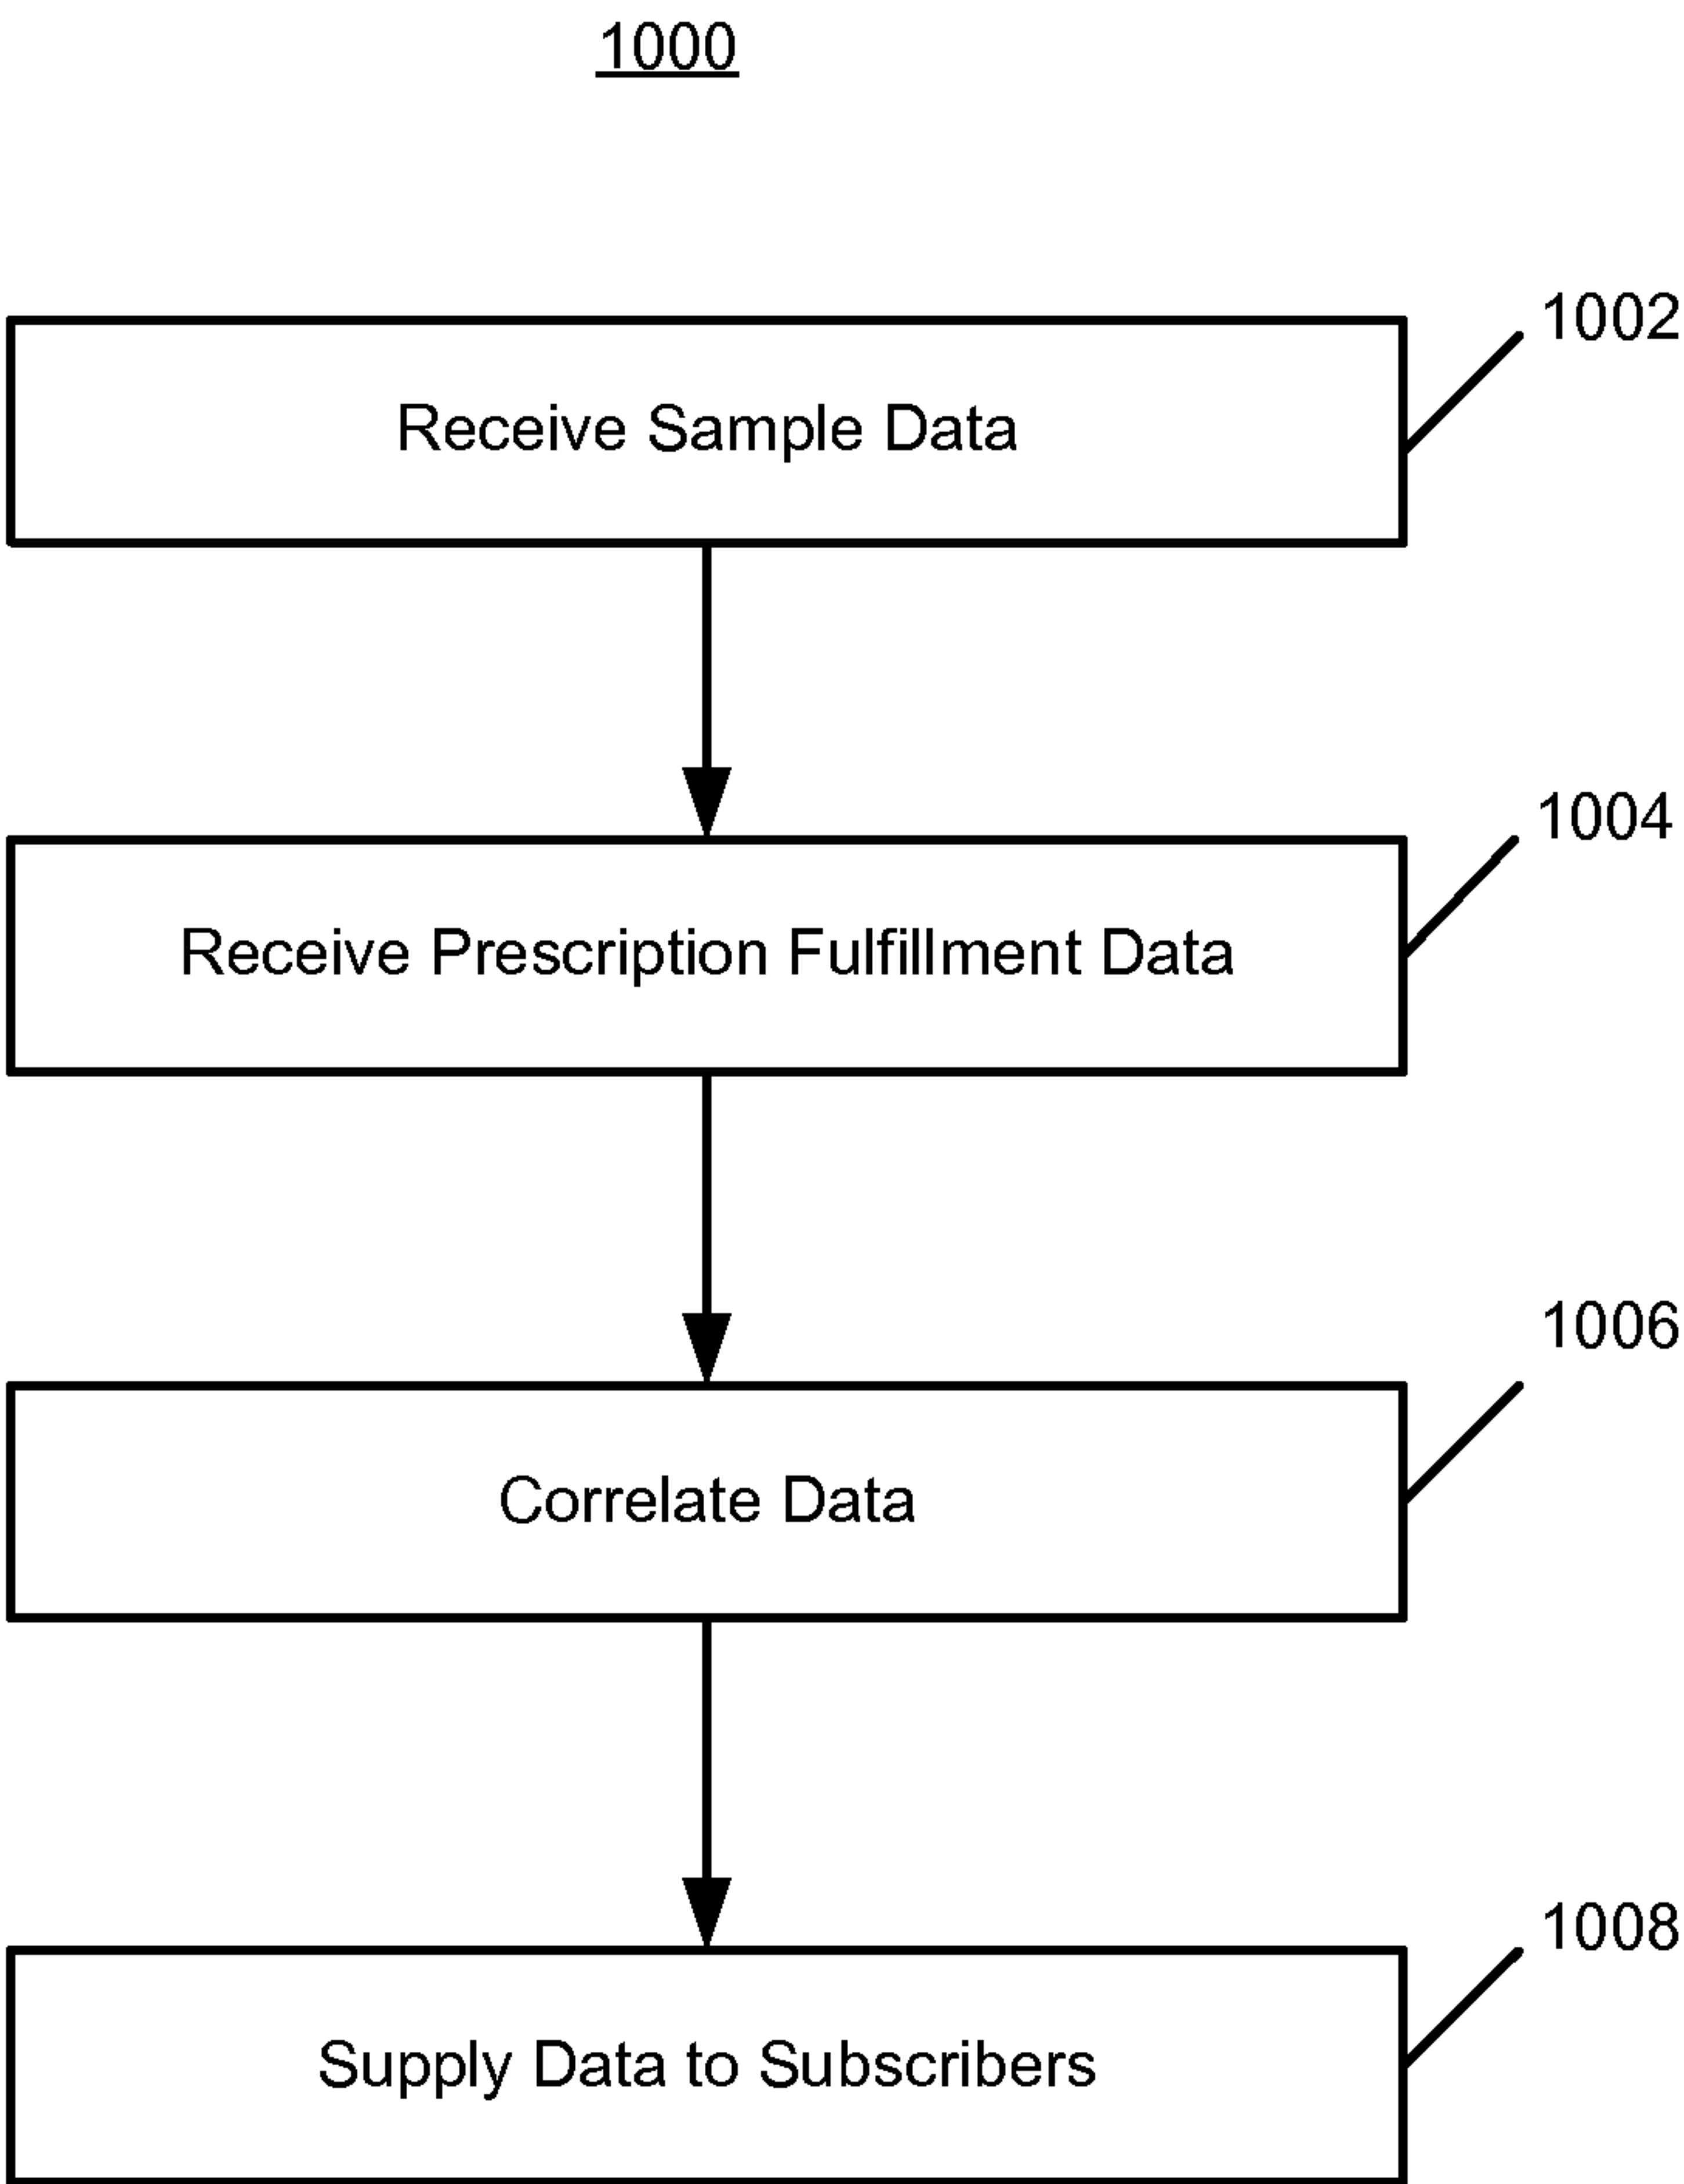 1000
1002
Receive Sample Data
1004
Receive Prescription Fulfillment Data
1006
Correlate Data
1008
Supply Data to Subscribers